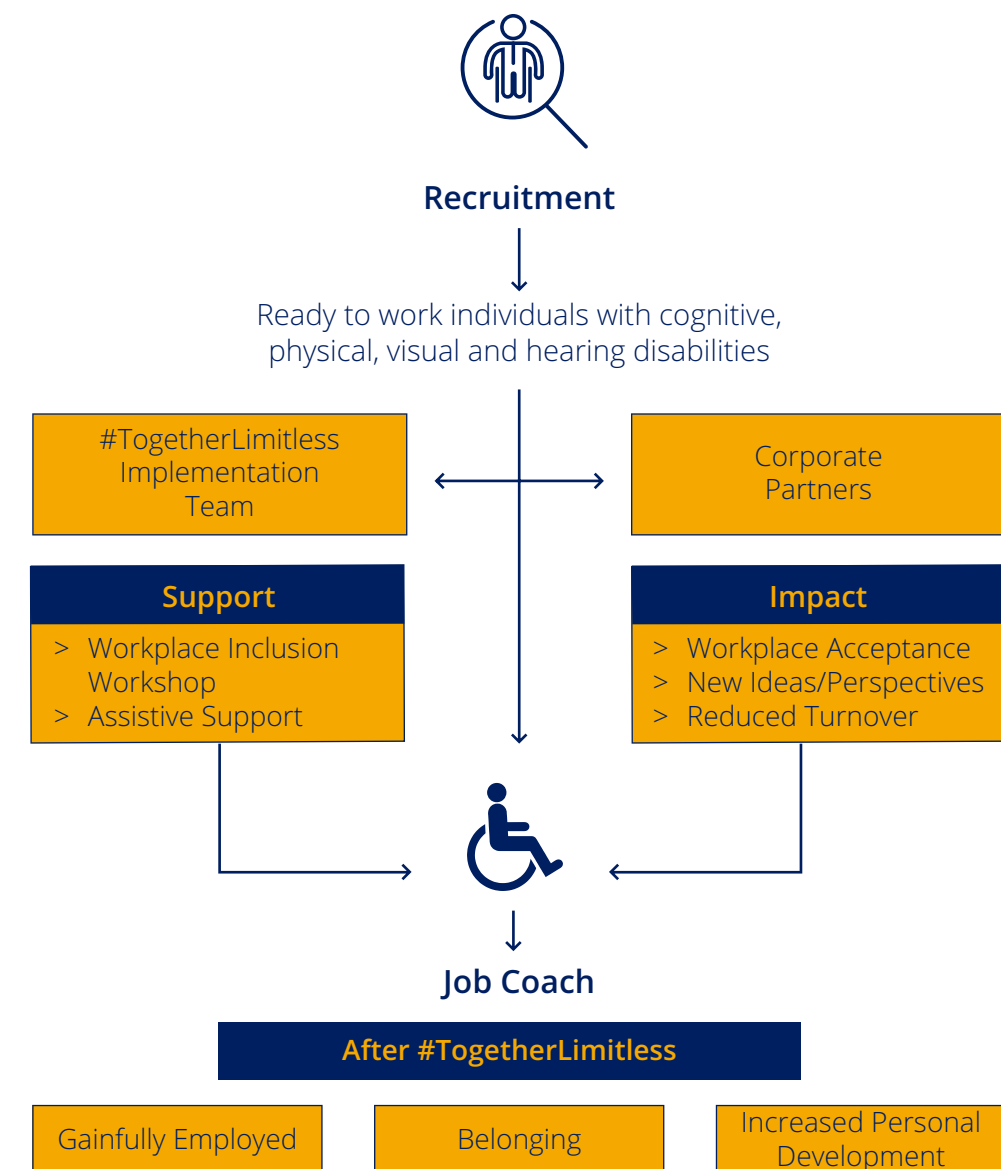 Recruitment
Ready to work individuals with cognitive,
physical, visual and hearing disabilities
#TogetherLimitless
Implementation
Team
Corporate
Partners
Support
> Workplace Inclusion
Workshop
> Assistive Support
Impact
> Workplace Acceptance
> New Ideas/Perspectives
> Reduced Turnover
Job Coach
After #TogetherLimitless
Gainfully Employed
Belonging
Increased Personal
Development